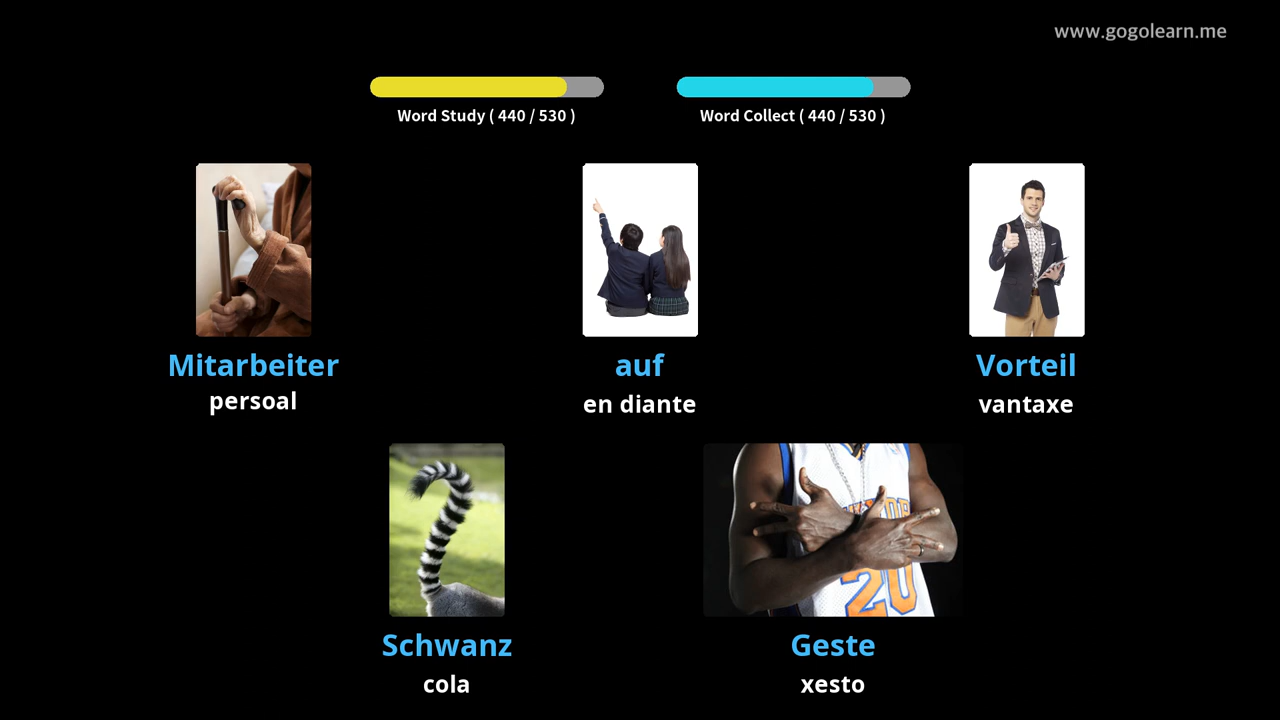 www.gogolearn.me
Word Study ( 440 / 530 )
Word Collect ( 440 / 530 )
Mitarbeiter
persoal
auf
en diante
Vorteil
vantaxe
Schwanz
cola
Geste
xesto
20